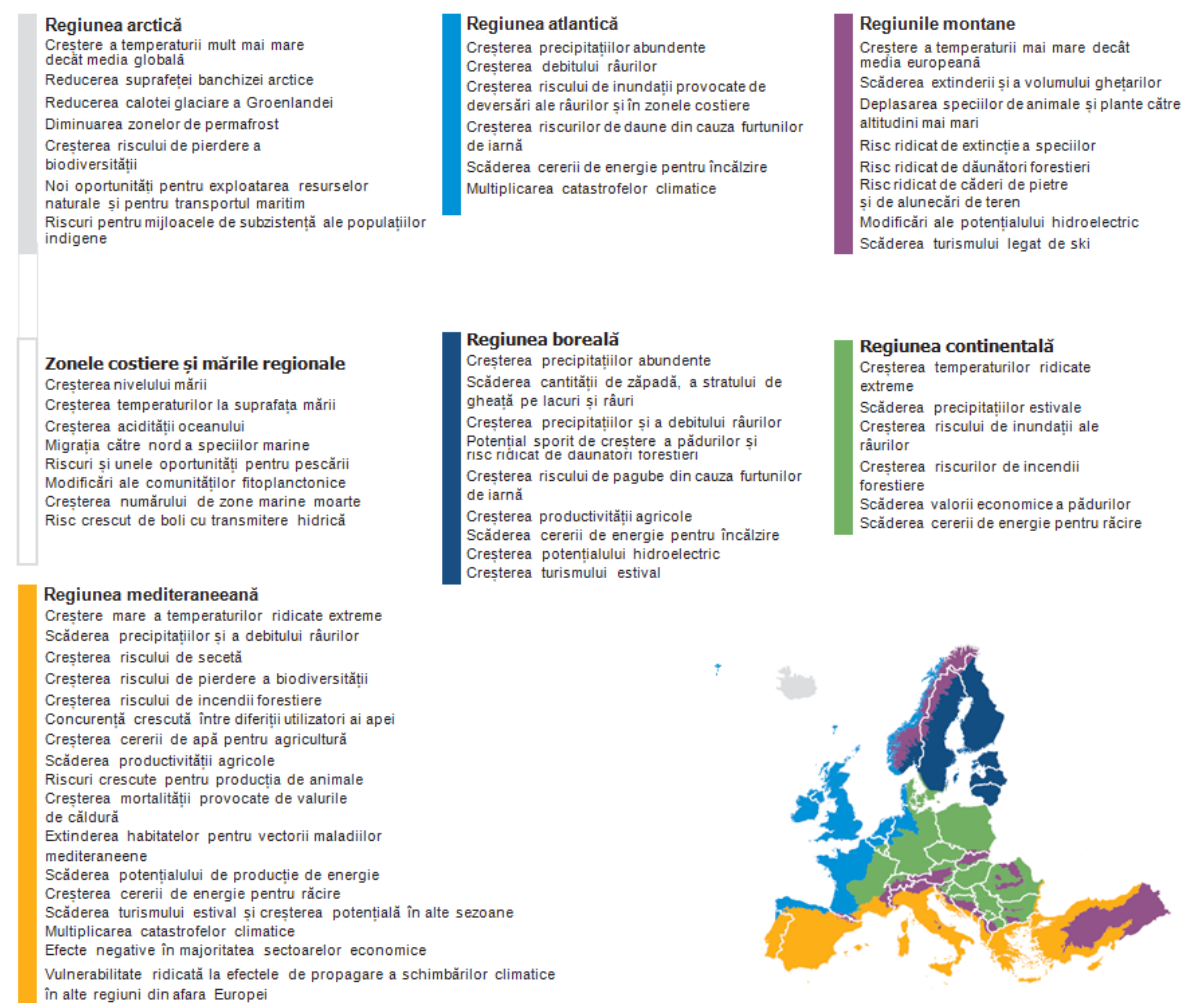 Regiunea arctică
Creștere a temperaturii mult mai mare
decât media globală
Reducerea suprafeței banchizei arctice
Reducerea calotei glaciare a Groenlandei
Diminuarea zonelor de permafrost
Creșterea riscului de pierdere a
biodiversității
Noi oportunități pentru exploatarea resurselor
naturale și pentru transportul maritim
Riscuri pentru mijloacele de subzistență ale populațiilor
indigene
Regiunea atlantică
Creșterea precipitațiilor abundente
Creșterea debitului râurilor
Creșterea riscului de inundații provocate de
deversări ale râurilor și în zonele costiere
Creșterea riscurilor de daune din cauza furtunilor
de iarnă
Scăderea cererii de energie pentru încălzire
Multiplicarea catastrofelor climatice
Regiunile montane
Creștere a temperaturii mai mare decât
media europeană
Scăderea extinderii și a volumului ghețarilor
Deplasarea speciilor de animale și plante către
altitudini mai mari
Risc ridicat de extincție a speciilor
Risc ridicat de dăunători forestieri
Risc ridicat de căderi de pietre
și de alunecări de teren
Modificări ale potențialului hidroelectric
Scăderea turismului legat de ski
Zonele costiere și mările regionale
Creșterea nivelului mării
Creșterea temperaturilor la suprafața mării
Creșterea acidității oceanului
Migrația către nord a speciilor marine
Riscuri și unele oportunități pentru pescării
Modificări ale comunităților fitoplanctonice
Creșterea numărului de zone marine moarte
Risc crescut de boli cu transmitere hidrică
Regiunea boreală
Creșterea precipitațiilor abundente
Scăderea cantității de zăpadă, a stratului de
gheață pe lacuri și râuri
Creșterea precipitațiilor și a debitului râurilor
Potențial sporit de creștere a pădurilor și
risc ridicat de daunatori forestieri
Creșterea riscului de pagube din cauza furtunilor
de iarnă
Creșterea productivității agricole
Scăderea cererii de energie pentru încălzire
Creșterea potențialului hidroelectric
Creșterea turismului estival
Regiunea continentală
Creșterea temperaturilor ridicate
extreme
Scăderea precipitațiilor estivale
Creșterea riscului de inundații ale
râurilor
Creșterea riscurilor de incendii
forestiere
Scăderea valorii economice a pădurilor
Scăderea cererii de energie pentru răcire
Regiunea mediteraneeană
Creștere mare a temperaturilor ridicate extreme
Scăderea precipitațiilor și a debitului râurilor
Creșterea riscului de secetă
Creșterea riscului de pierdere a biodiversității
Creșterea riscului de incendii forestiere
Concurență crescută între diferiții utilizatori ai apei
Creșterea cererii de apă pentru agricultură
Scăderea productivității agricole
Riscuri crescute pentru producția de animale
Creșterea mortalității provocate de valurile
de căldură
Extinderea habitatelor pentru vectorii maladiilor
mediteraneene
Scăderea potențialului de producție de energie
Creșterea cererii de energie pentru răcire
Scăderea turismului estival și creșterea potențială în alte sezoane
Multiplicarea catastrofelor climatice
Efecte negative în majoritatea sectoarelor economice
Vulnerabilitate ridicată la efectele de propagare a schimbărilor climatice
în alte regiuni din afara Europei